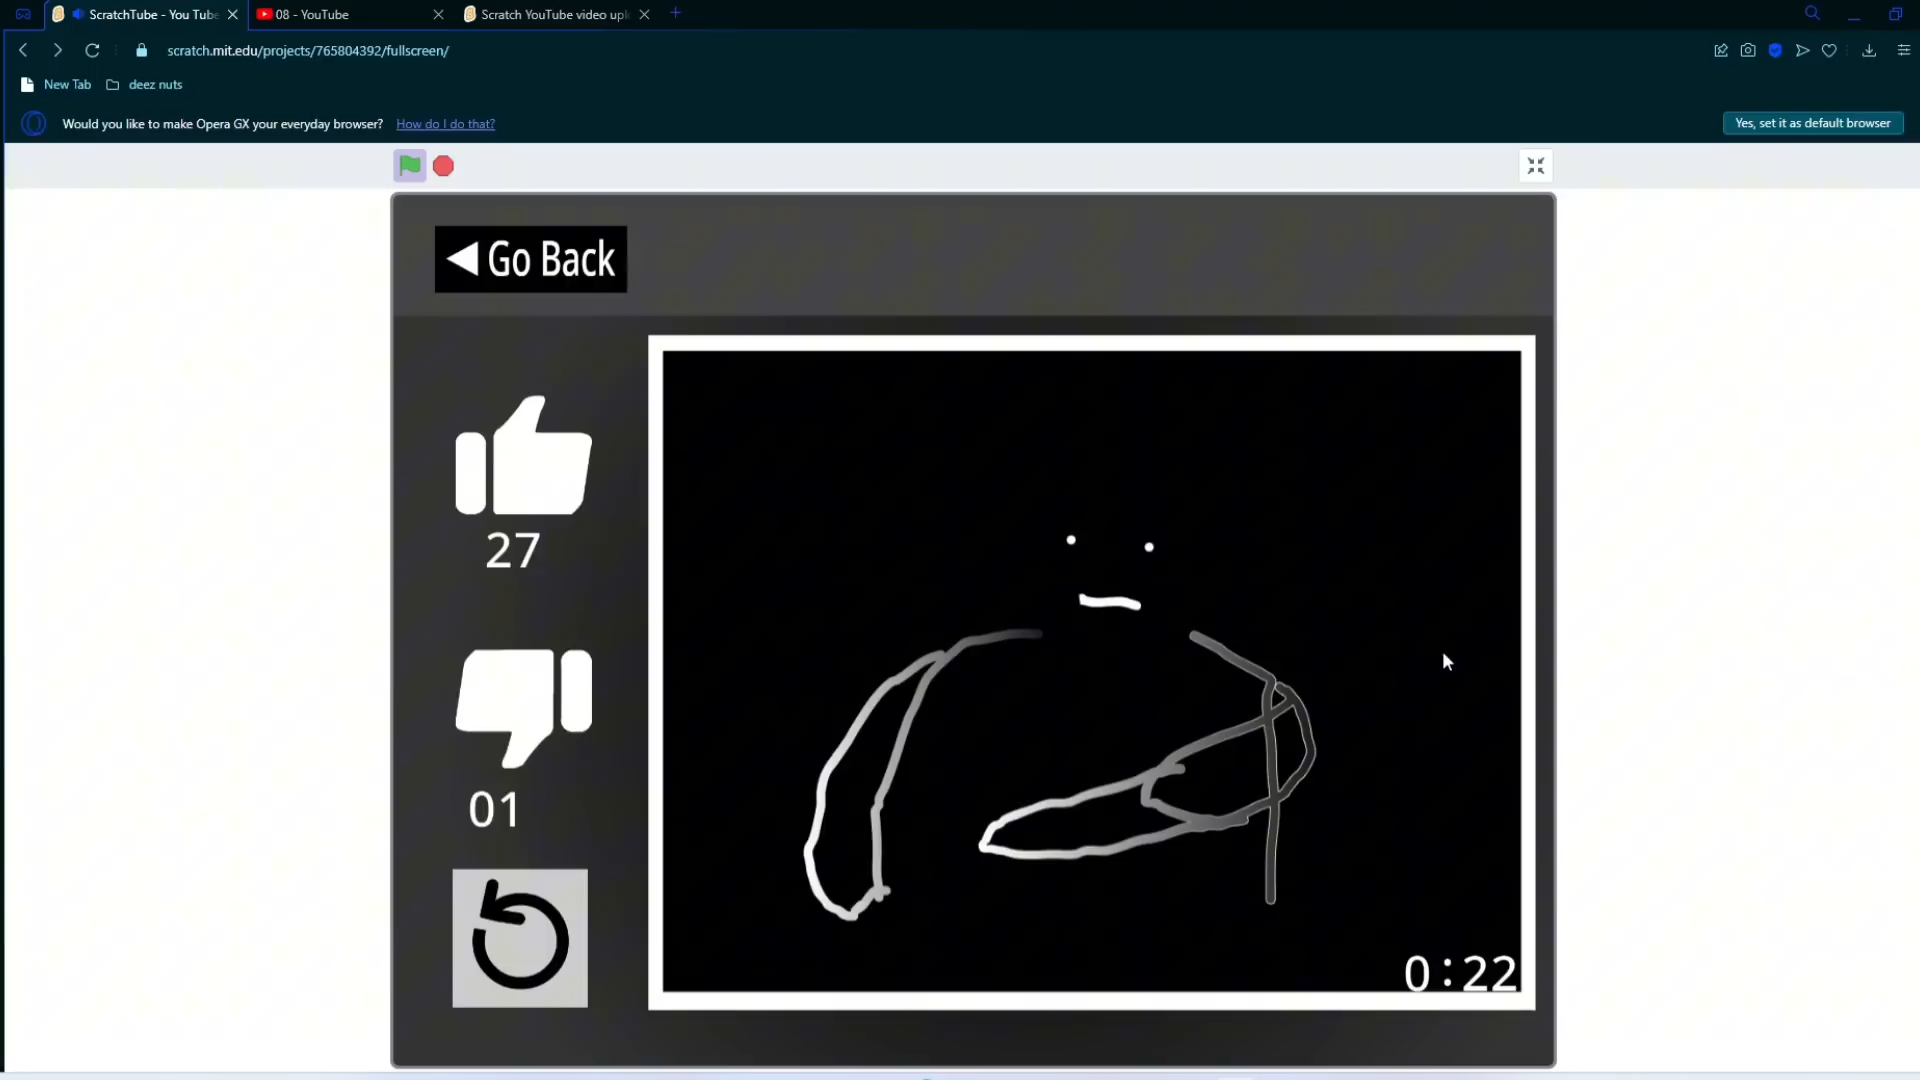 ScratchTube - You Tube
08 - YouTube
Scratch YouTube video upl
scratch.mit.edu/projects/765804392/fullscreen/
New Tab
deez nuts
Would you like to make Opera GX your everyday browser? How do I do that?
Yes, set it as default browser
Go Back
27
01
0:22